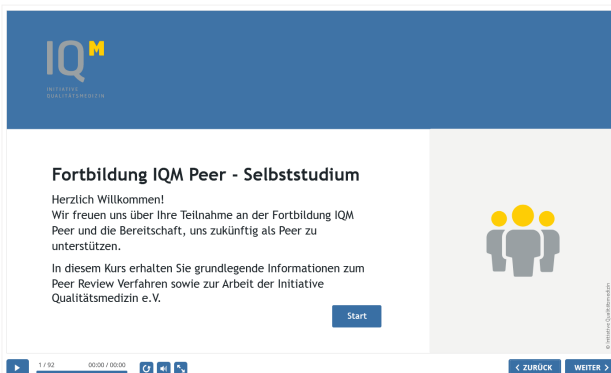 IQM
INITIATIVE
QUALITÄTSMEDIZIN
Fortbildung IQM Peer - Selbststudium
Herzlich Willkommen!
Wir freuen uns über Ihre Teilnahme an der Fortbildung IQM
Peer und die Bereitschaft, uns zukünftig als Peer zu
unterstützen.
In diesem Kurs erhalten Sie grundlegende Informationen zum
Peer Review Verfahren sowie zur Arbeit der Initiative
Qualitätsmedizin e.V.
Start
© Initiative Qualitätsmedizin
1 / 92 00:00 / 00:00
ZURÜCK WEITER